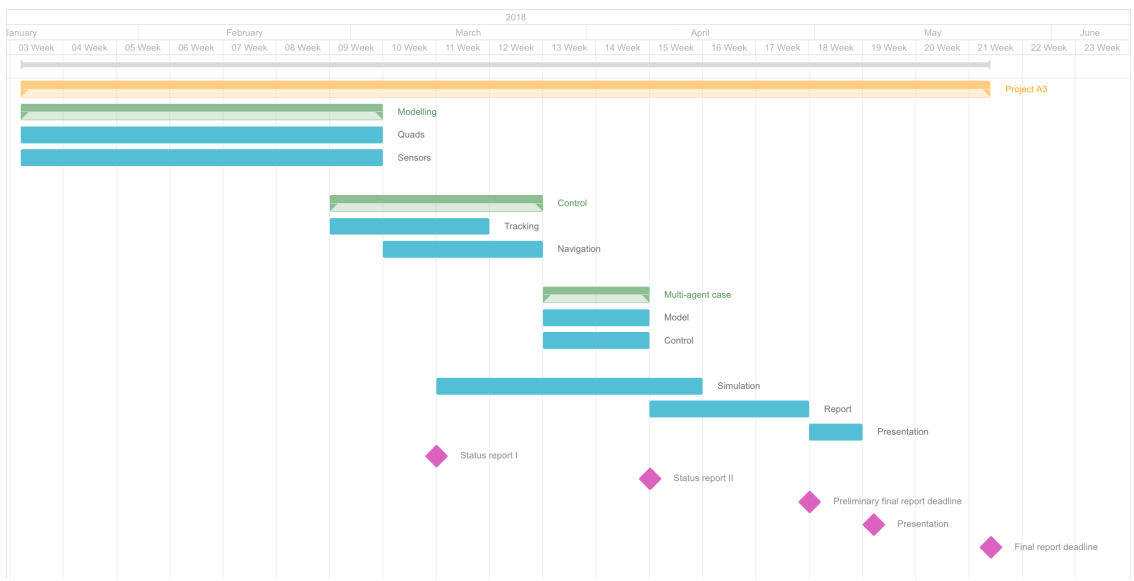 2018
January February March April May June
03 Week 04 Week 05 Week 06 Week 07 Week 08 Week 09 Week 10 Week 11 Week 12 Week 13 Week 14 Week 15 Week 16 Week 17 Week 18 Week 19 Week 20 Week 21 Week 22 Week 23 Week
Project A3
Modelling
Quads
Sensors
Control
Tracking
Navigation
Multi-agent case
Model
Control
Simulation
Report
Presentation
Status report I
Status report II
Preliminary final report deadline
Presentation
Final report deadline